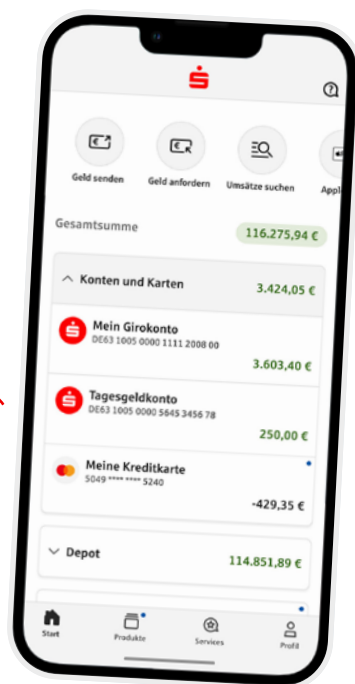 Geld senden
Geld anfordern
Umsätze suchen
Gesamtsumme
116.275,94 €
Konten und Karten
3.424,05 €
Mein Girokonto
DE63 1005 0000 1111 2008 00
3.603,40 €
Tagesgeldkonto
DE63 1005 0000 5645 3456 78
250,00 €
Meine Kreditkarte
5049 **** **** 5240
-429,35 €
Depot
114.851,89 €
Start
Produkte
Services
Profil